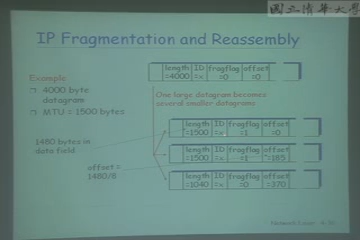 國立清華大學
IP Fragmentation and Reassembly
Example
4000 byte datagram
MTU = 1500 bytes
length =4000 ID =x fragflag =0 offset =0
One large datagram becomes
several smaller datagrams
1480 bytes in
data field
offset =
1480/8
length =1500 ID =x fragflag =1 offset =0
length =1500 ID =x fragflag =1 offset =185
length =1040 ID =x fragflag =0 offset =370